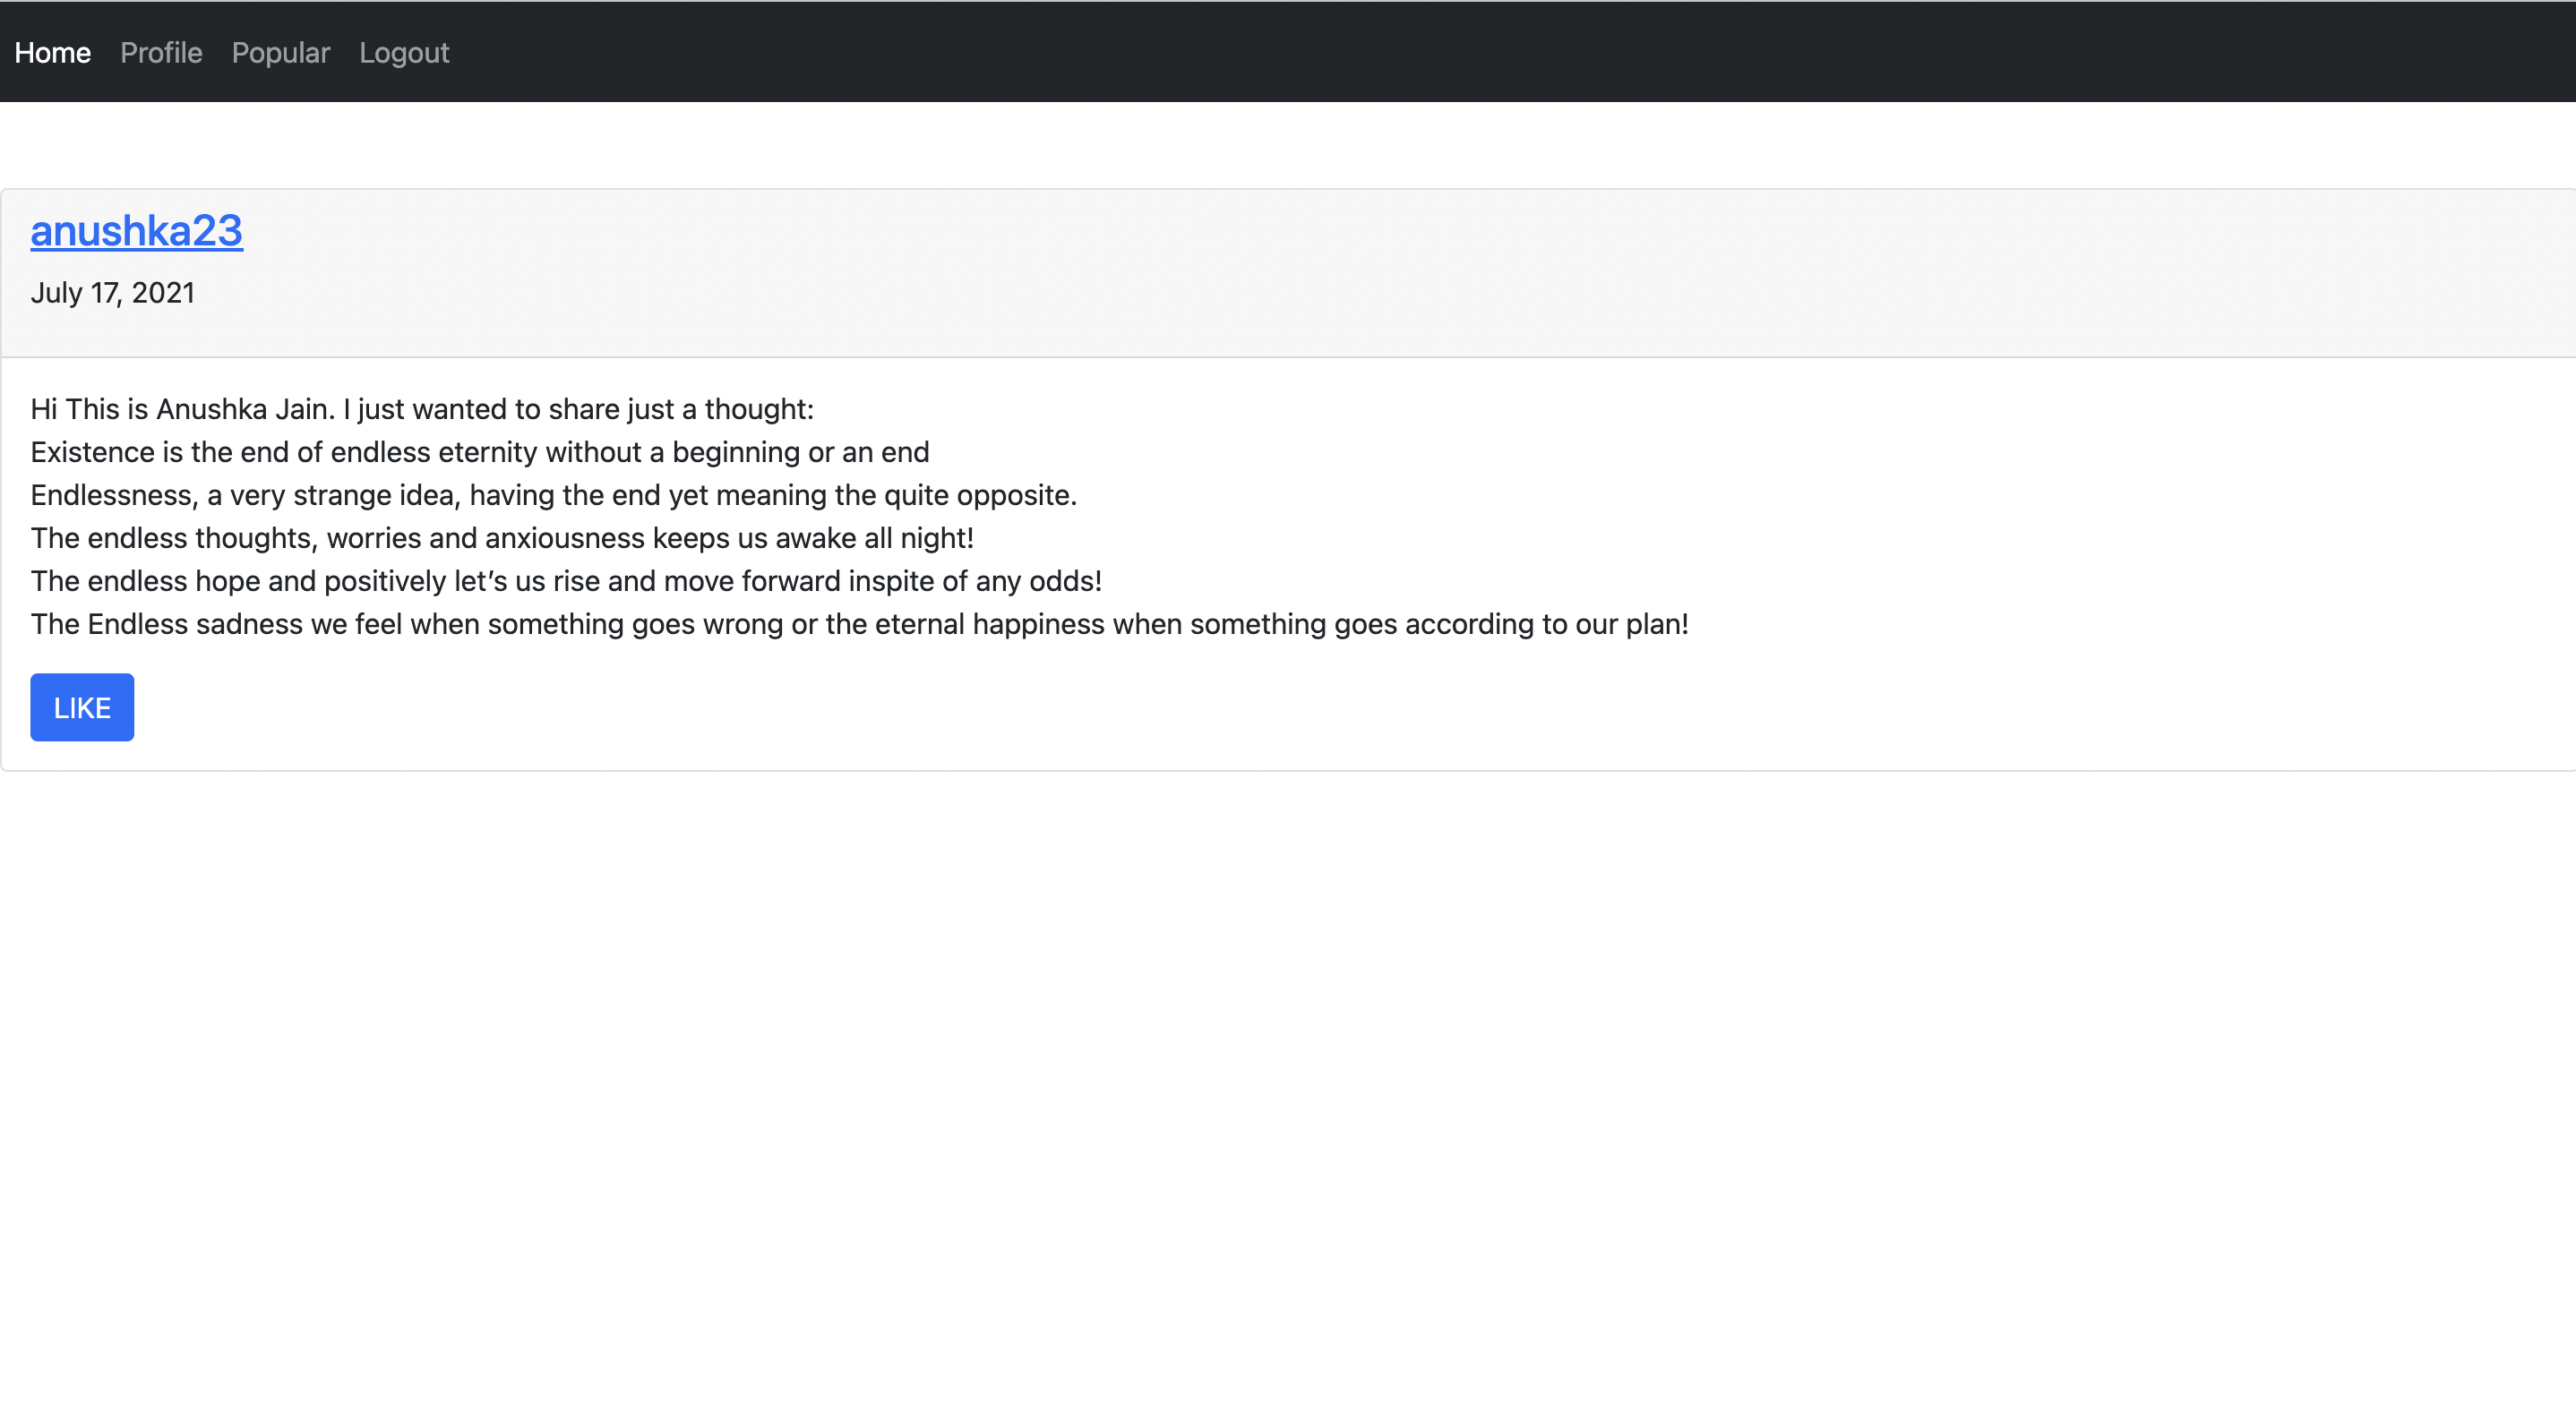 Home Profile Popular Logout
anushka23
July 17, 2021
Hi This is Anushka Jain. I just wanted to share just a thought:
Existence is the end of endless eternity without a beginning or an end
Endlessness, a very strange idea, having the end yet meaning the quite opposite.
The endless thoughts, worries and anxiousness keeps us awake all night!
The endless hope and positively let’s us rise and move forward inspite of any odds!
The Endless sadness we feel when something goes wrong or the eternal happiness when something goes according to our plan!
LIKE